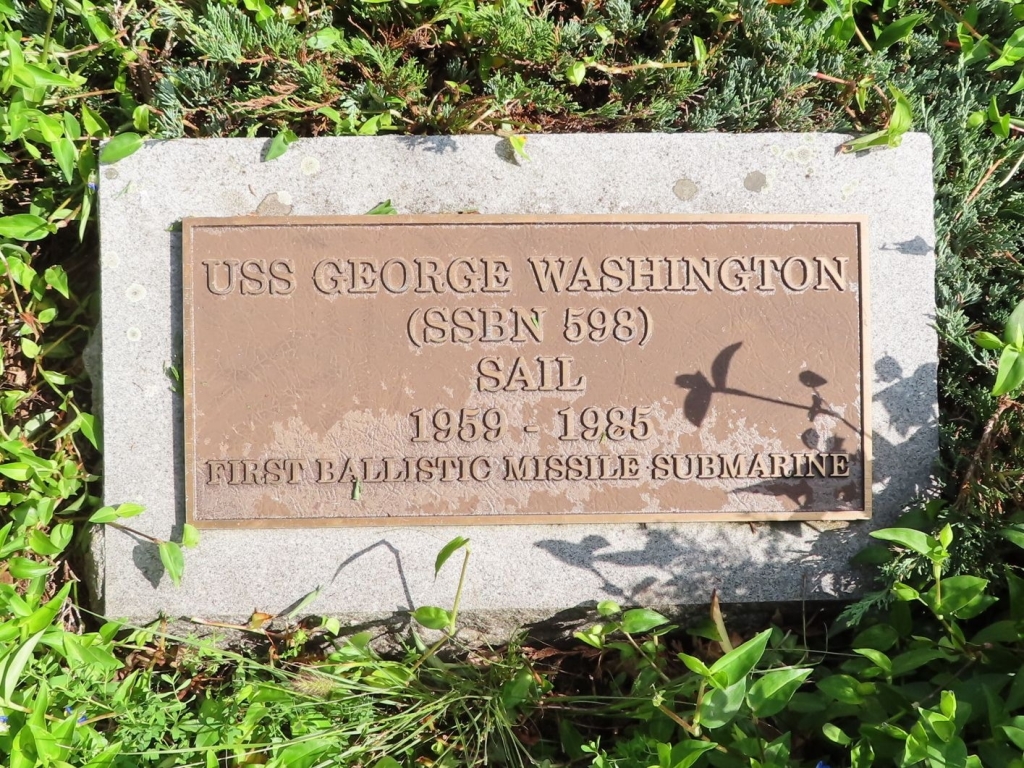 USS GEORGE WASHINGTON
(SSBN 598)
SAIL
1959 - 1985
FIRST BALLISTIC MISSILE SUBMARINE